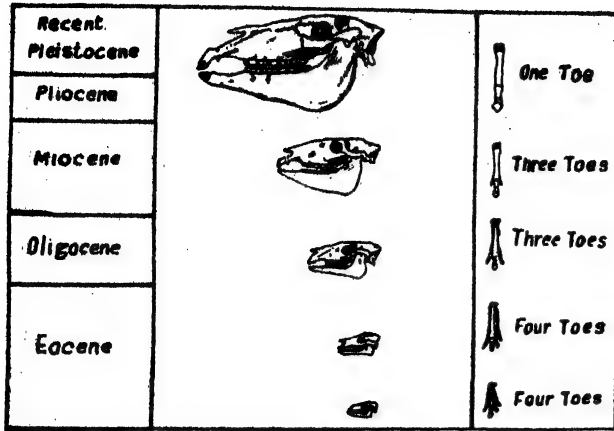 Recent
Pleistocene
Pliocene
Miocene
Oligocene
Eocene
One Toe
Three Toes
Three Toes
Four Toes
Four Toes